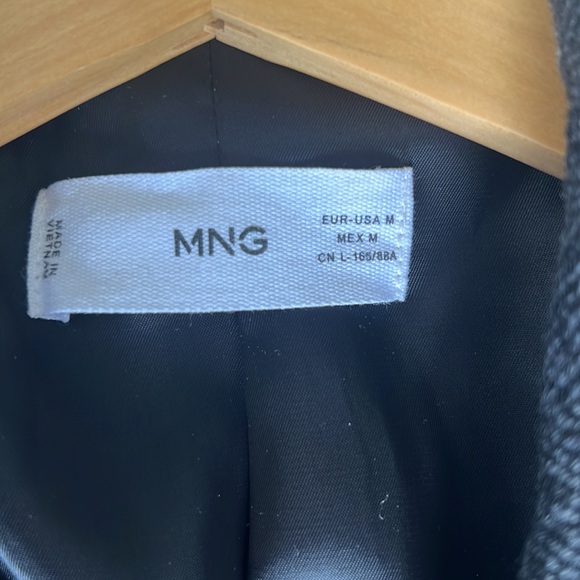 MADE IN
VIETNAM
MNG
EUR-USA M
MEX M
CN L-165/88A